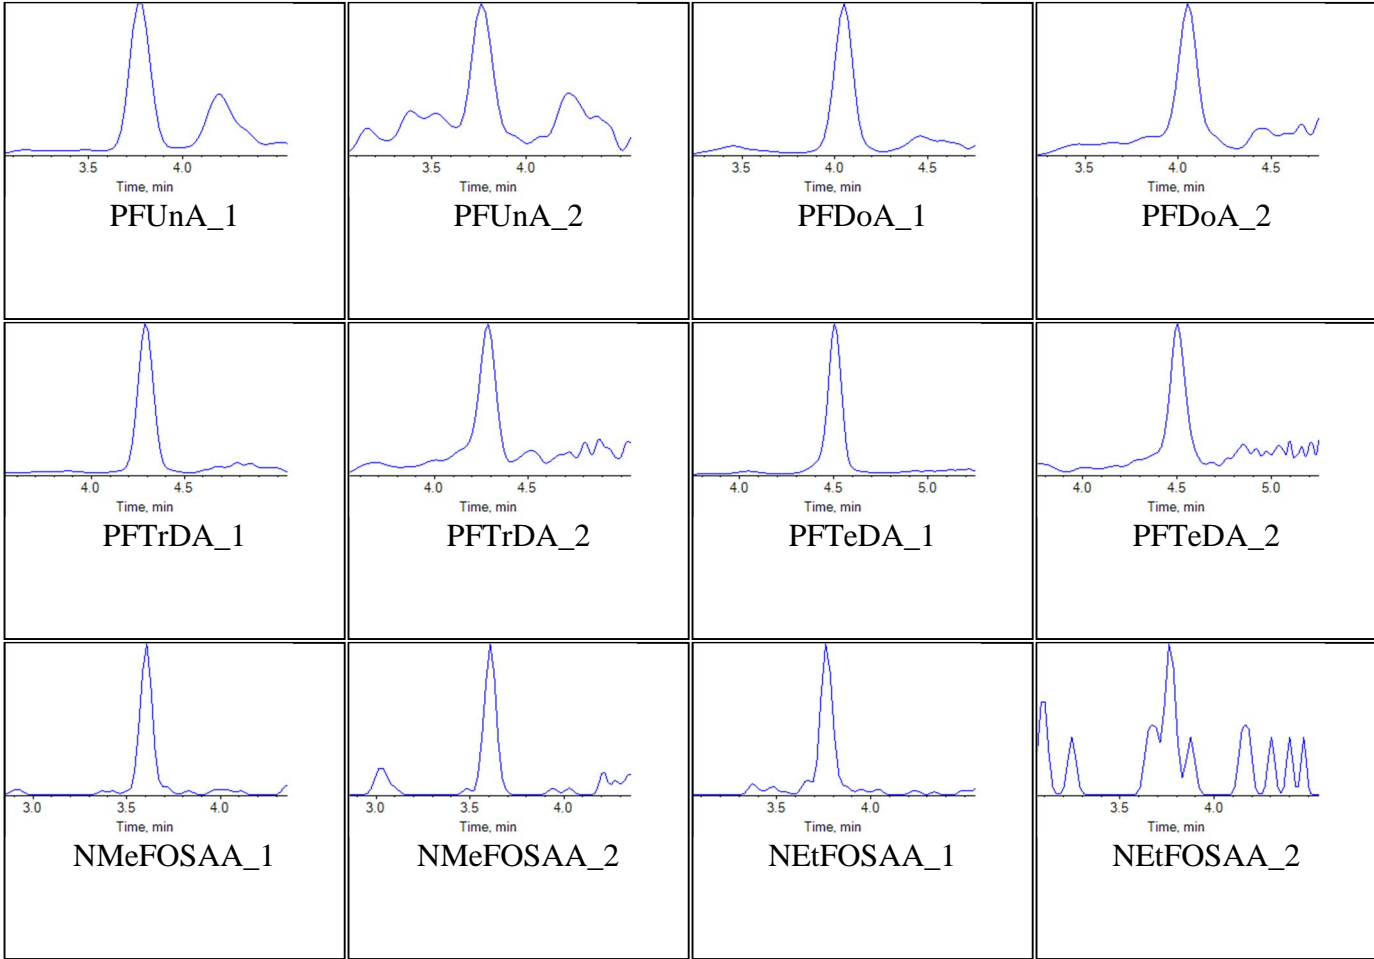 3.5 4.0
Time, min
PFUnA_1
3.5 4.0
Time, min
PFUnA_2
3.5 4.0 4.5
Time, min
PFDoA_1
3.5 4.0 4.5
Time, min
PFDoA_2
4.0 4.5
Time, min
PFTrDA_1
4.0 4.5
Time, min
PFTrDA_2
4.0 4.5 5.0
Time, min
PFTeDA_1
4.0 4.5 5.0
Time, min
PFTeDA_2
3.0 3.5 4.0
Time, min
NMeFOSAA_1
3.0 3.5 4.0
Time, min
NMeFOSAA_2
3.5 4.0
Time, min
NEtFOSAA_1
3.5 4.0
Time, min
NEtFOSAA_2